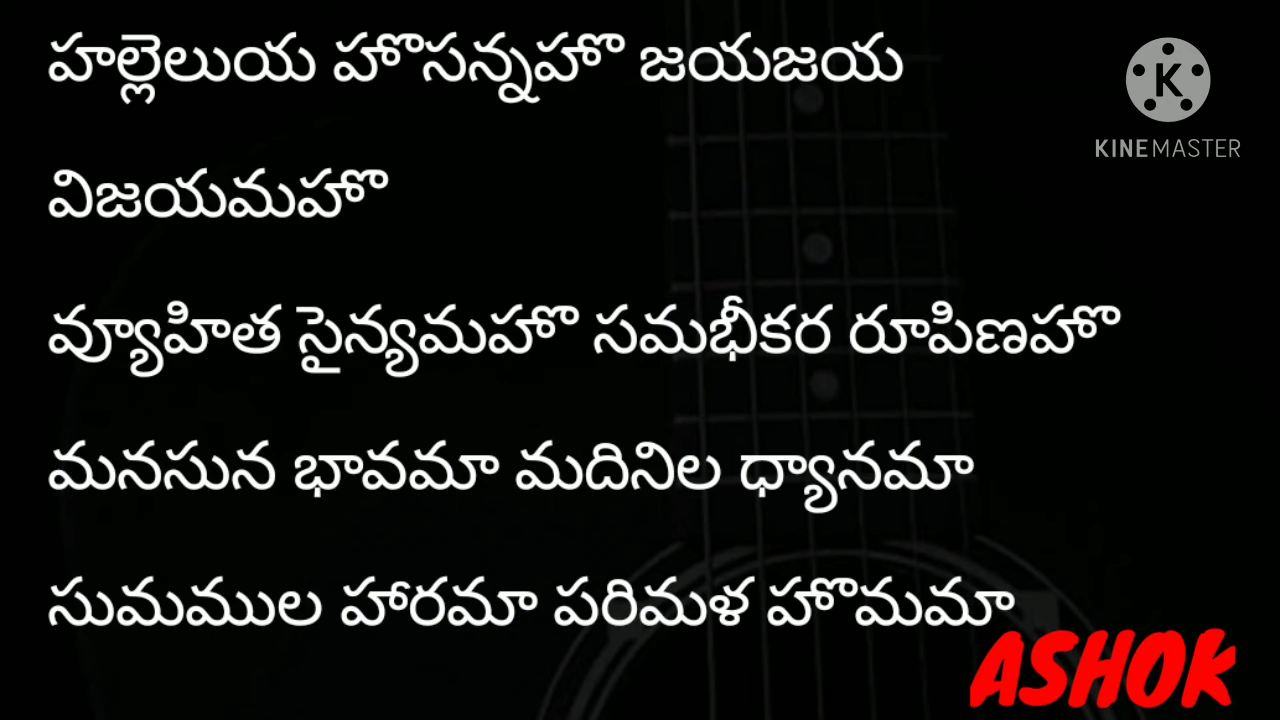 హల్లెలుయ హొసన్నహొ జయజయ
KINEMASTER
విజయమహొ
వ్యూహిత సైన్యమహొ సమభీకర రూపిణహొ
మనసున భావమా మదినిల ధ్యానమా
సుమముల హారమా పరిమళ హొమమా
ASHOK